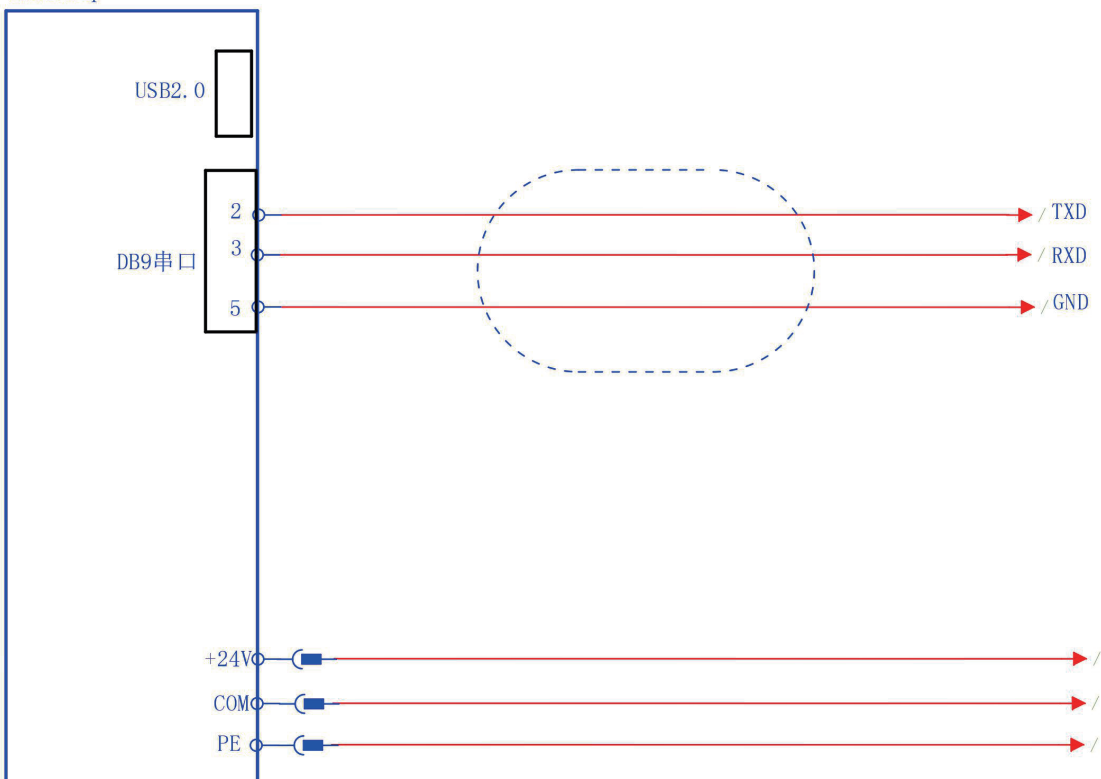 USB2.0
DB9串口
2
/ TXD
3
/ RXD
5
/ GND
+24V
/
COM
/
PE
/